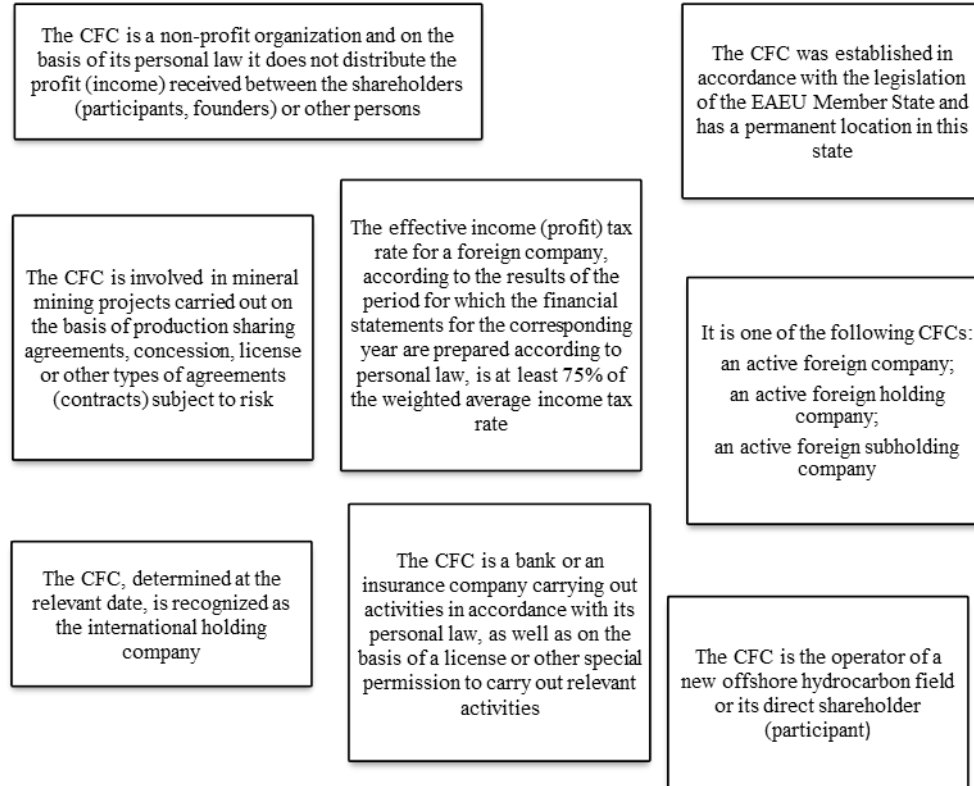 The CFC is a non-profit organization and on the
basis of its personal law it does not distribute the
profit (income) received between the shareholders
(participants, founders) or other persons
The CFC was established in
accordance with the legislation
of the EAEU Member State and
has a permanent location in this
state
The CFC is involved in mineral
mining projects carried out on
the basis of production sharing
agreements, concession, license
or other types of agreements
(contracts) subject to risk
The effective income (profit) tax
rate for a foreign company,
according to the results of the
period for which the financial
statements for the corresponding
year are prepared according to
personal law, is at least 75% of
the weighted average income tax
rate
It is one of the following CFCs:
an active foreign company;
an active foreign holding
company;
an active foreign subholding
company
The CFC, determined at the
relevant date, is recognized as
the international holding
company
The CFC is a bank or an
insurance company carrying out
activities in accordance with its
personal law, as well as on the
basis of a license or other special
permission to carry out relevant
activities
The CFC is the operator of a
new offshore hydrocarbon field
or its direct shareholder
(participant)